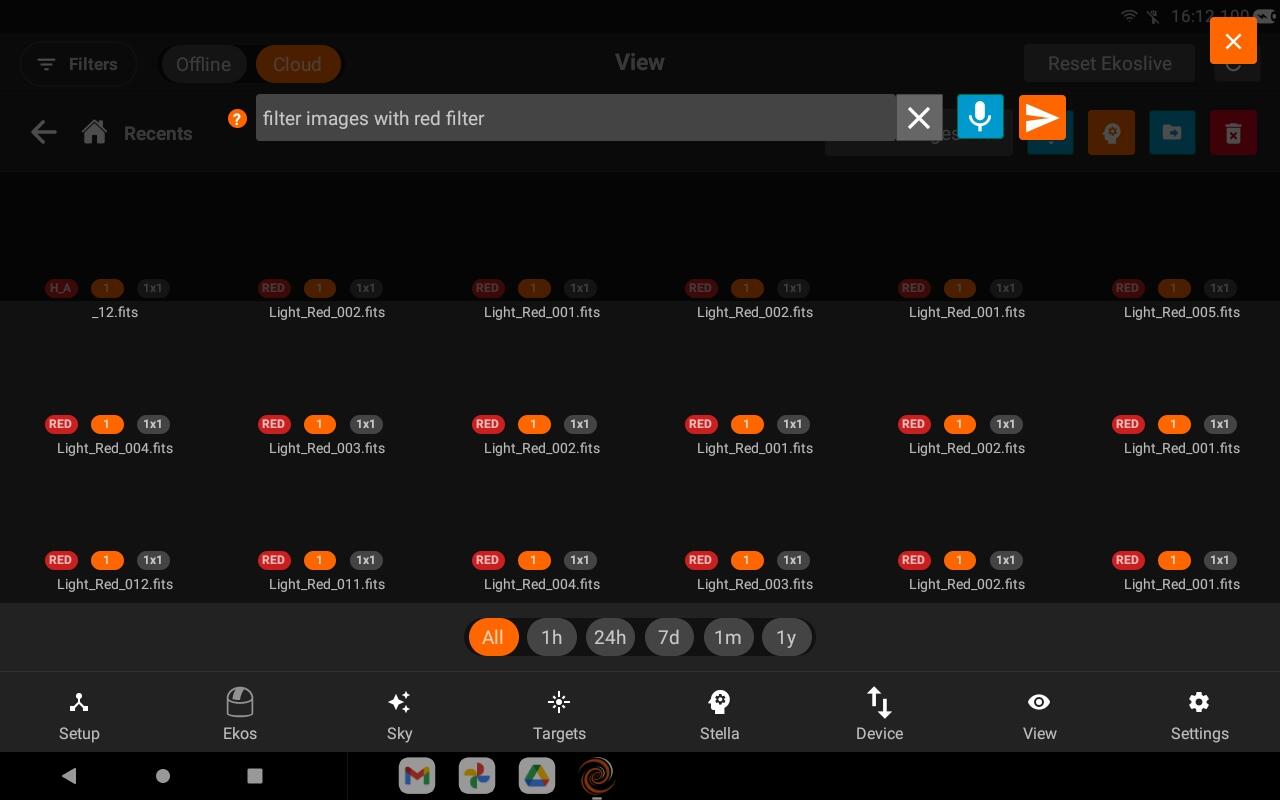 16:12 100
Filters
Offline
Cloud
View
Reset Ekoslive
Recents
?
filter images with red filter
H_A 1 1x1
RED 1 1x1
RED 1 1x1
RED 1 1x1
RED 1 1x1
RED 1 1x1
_12.fits
Light_Red_002.fits
Light_Red_001.fits
Light_Red_002.fits
Light_Red_001.fits
Light_Red_005.fits
RED 1 1x1
RED 1 1x1
RED 1 1x1
RED 1 1x1
RED 1 1x1
RED 1 1x1
Light_Red_004.fits
Light_Red_003.fits
Light_Red_002.fits
Light_Red_001.fits
Light_Red_002.fits
Light_Red_001.fits
RED 1 1x1
RED 1 1x1
RED 1 1x1
RED 1 1x1
RED 1 1x1
RED 1 1x1
Light_Red_012.fits
Light_Red_011.fits
Light_Red_004.fits
Light_Red_003.fits
Light_Red_002.fits
Light_Red_001.fits
All 1h 24h 7d 1m 1y
Setup
Ekos
Sky
Targets
Stella
Device
View
Settings